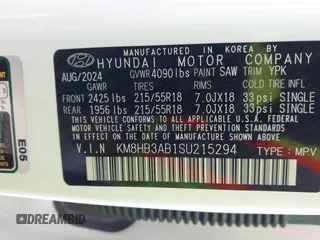 MANUFACTURED IN KOREA BY
HYUNDAI MOTOR COMPANY
AUG/2024 GVWR 4090lbs PAINT SAW TRIM YPK
GAWR TIRES RIMS COLD TIRE INFL
FRONT 2425 lbs 215/55R18 7.0JX18 33psi SINGLE
REAR 1956 lbs 215/55R18 7.0JX18 33psi SINGLE
THIS VEHICLE CONFORMS TO ALL APPLICABLE
FEDERAL MOTOR VEHICLE SAFETY, BUMPER
AND THEFT PREVENTION STANDARDS IN EFFECT
ON THE DATE OF MANUFACTURE SHOWN ABOVE.
V.I.N KM8HB3AB1SU215294 TYPE : MPV
E05
DREAMBID